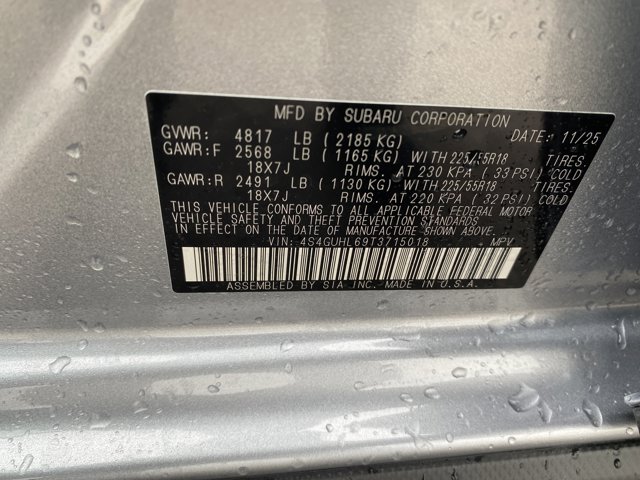 MFD BY SUBARU CORPORATION
GVWR: 4817 LB (2185 KG) DATE: 11/25
GAWR:F 2568 LB (1165 KG) WITH 225/55R18 TIRES.
18X7J RIMS. AT 230 KPA (33 PSI) COLD
GAWR:R 2491 LB (1130 KG) WITH 225/55R18 TIRES.
18X7J RIMS. AT 220 KPA (32 PSI) COLD
THIS VEHICLE CONFORMS TO ALL APPLICABLE FEDERAL MOTOR
VEHICLE SAFETY AND THEFT PREVENTION STANDARDS
IN EFFECT ON THE DATE OF MANUFACTURE SHOWN ABOVE.
VIN: 4S4GUHL69T3715018 MPV
ASSEMBLED BY SIA INC. MADE IN U.S.A.